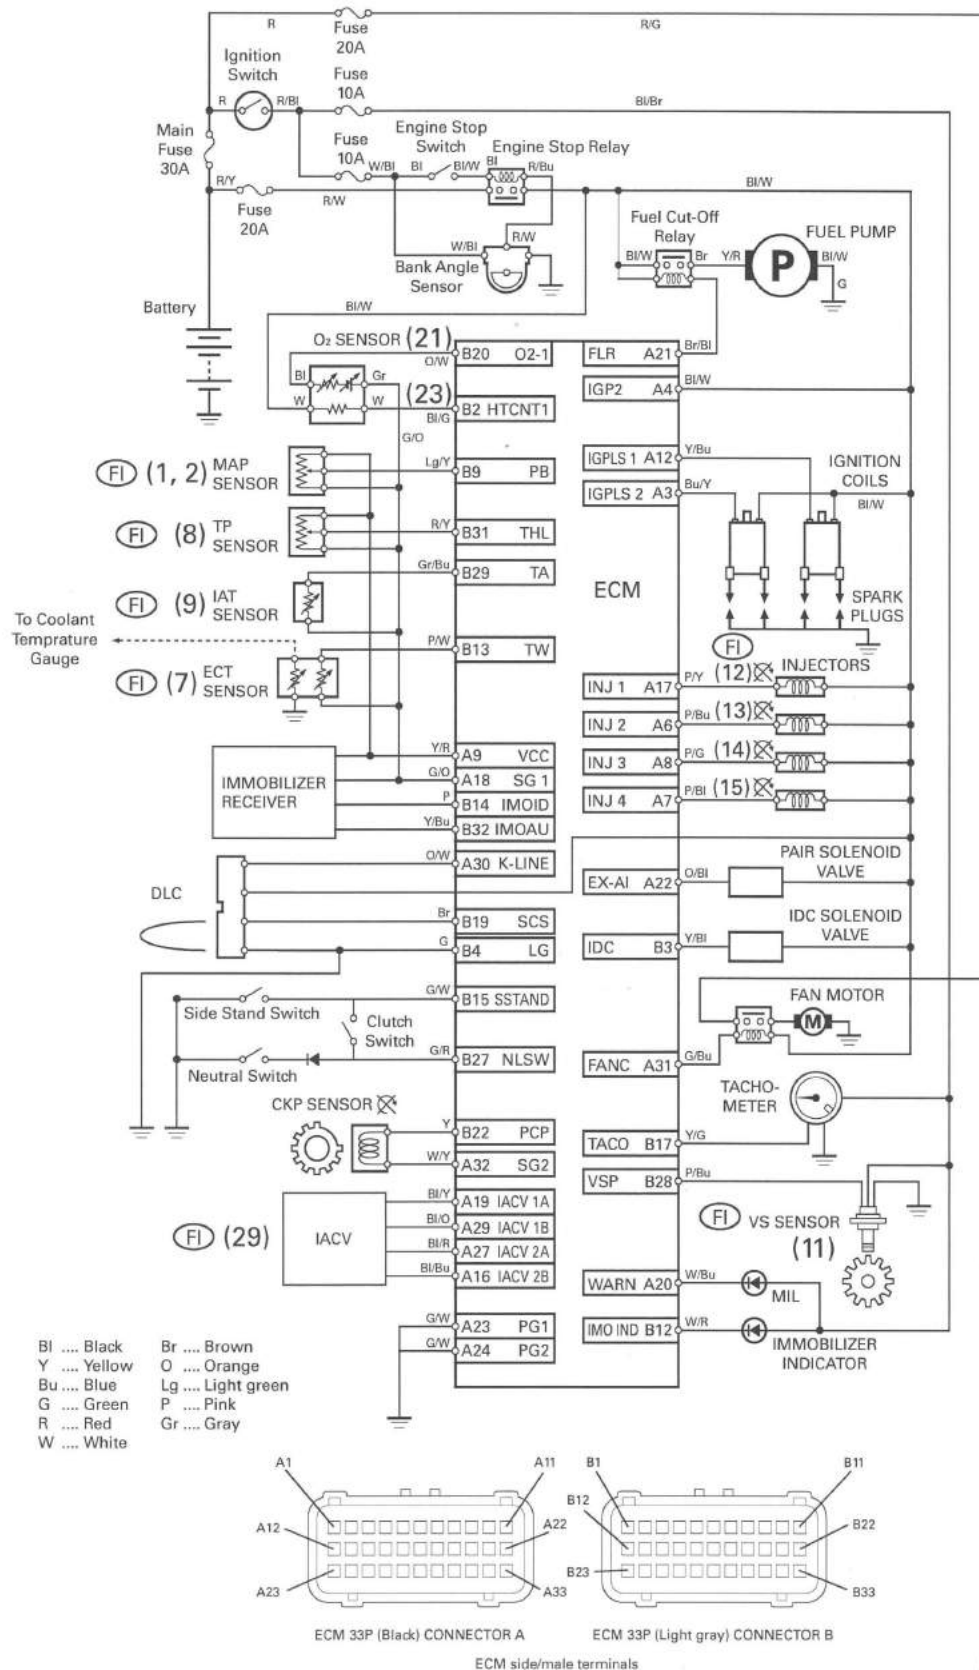 R
Fuse
20A
R/G
Ignition
Switch
Fuse
10A
R
R/Bl
Bl/Br
Main
Fuse
30A
Fuse
10A
W/Bl
Engine Stop
Switch
Bl
Bl/W
Bl
Engine Stop Relay
R/Bu
R/Y
Fuse
20A
R/W
Bl/W
Fuel Cut-Off
Relay
FUEL PUMP
W/Bl
R/W
Bank Angle
Sensor
Bl/W
Br
Y/R
P
Bl/W
G
Battery
Bl/W
O2 SENSOR (21)
O/W
B20 O2-1
FLR A21
Br/Bl
Bl
Gr
W
W
(23)
Bl/G
B2 HTCNT1
IGP2 A4
Bl/W
G/O
FI (1, 2) MAP
SENSOR
Lg/Y
B9 PB
IGPLS 1 A12
Y/Bu
IGNITION
COILS
Bl/W
IGPLS 2 A3
Bu/Y
FI (8) TP
SENSOR
R/Y
B31 THL
FI (9) IAT
SENSOR
Gr/Bu
B29 TA
ECM
SPARK
PLUGS
To Coolant
Temprature
Gauge
P/W
B13 TW
FI
FI (7) ECT
SENSOR
INJ 1 A17
P/Y
(12)
INJECTORS
INJ 2 A6
P/Bu
(13)
INJ 3 A8
P/G
(14)
INJ 4 A7
P/Bl
(15)
IMMOBILIZER
RECEIVER
Y/R
A9 VCC
G/O
A18 SG 1
P
B14 IMOID
Y/Bu
B32 IMOAU
DLC
O/W
A30 K-LINE
Br
B19 SCS
G
B4 LG
EX-AI A22
O/Bl
PAIR SOLENOID
VALVE
IDC B3
Y/Bl
IDC SOLENOID
VALVE
Side Stand Switch
G/W
B15 SSTAND
Clutch
Switch
Neutral Switch
G/R
B27 NLSW
FAN MOTOR
M
FANC A31
G/Bu
CKP SENSOR
Y
B22 PCP
W/Y
A32 SG2
TACHO-
METER
TACO B17
Y/G
VSP B28
P/Bu
FI VS SENSOR
(11)
FI (29)
IACV
Bl/Y
A19 IACV 1A
Bl/O
A29 IACV 1B
Bl/R
A27 IACV 2A
Bl/Bu
A16 IACV 2B
WARN A20
W/Bu
MIL
IMO IND B12
W/R
IMMOBILIZER
INDICATOR
G/W
A23 PG1
G/W
A24 PG2
Bl .... Black Br .... Brown
Y .... Yellow O .... Orange
Bu .... Blue Lg .... Light green
G .... Green P .... Pink
R .... Red Gr .... Gray
W .... White
A1
A11
A12
A22
A23
A33
B1
B11
B12
B22
B23
B33
ECM 33P (Black) CONNECTOR A
ECM 33P (Light gray) CONNECTOR B
ECM side/male terminals